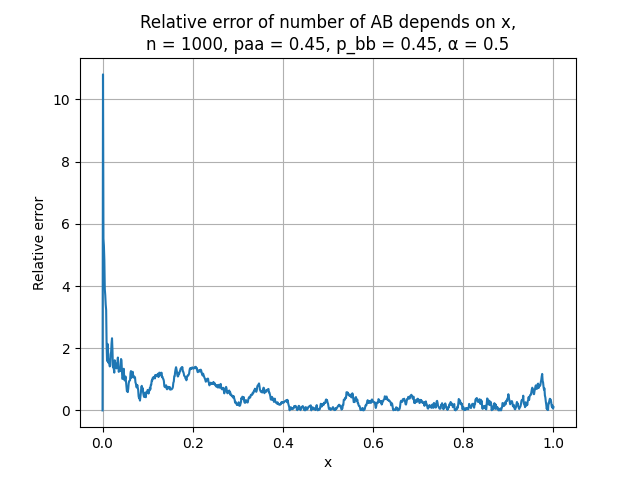 Relative error of number of AB depends on x,
n = 1000, paa = 0.45, p_bb = 0.45, α = 0.5
10
8
6
4
2
0
Relative error
0.0 0.2 0.4 0.6 0.8 1.0
x